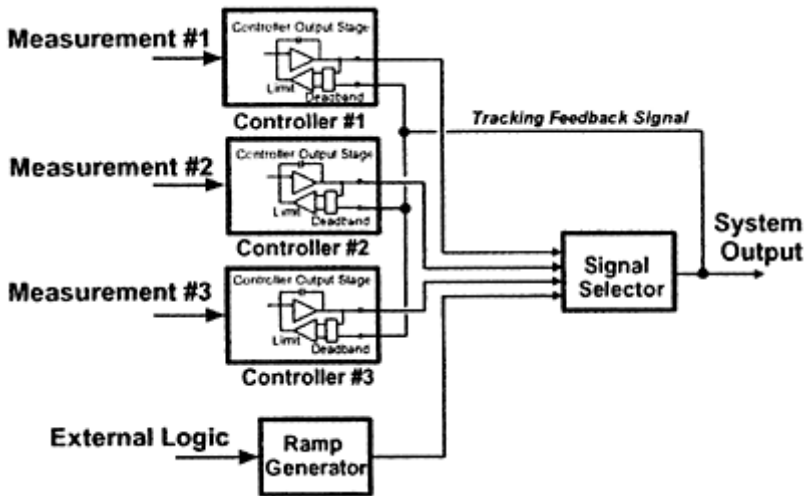 Measurement #1
Controller Output Stage
Limit
Deadband
Controller #1
Tracking Feedback Signal
Measurement #2
Controller Output Stage
Limit
Deadband
Controller #2
System
Output
Signal
Selector
Measurement #3
Controller Output Stage
Limit
Deadband
Controller #3
External Logic
Ramp
Generator